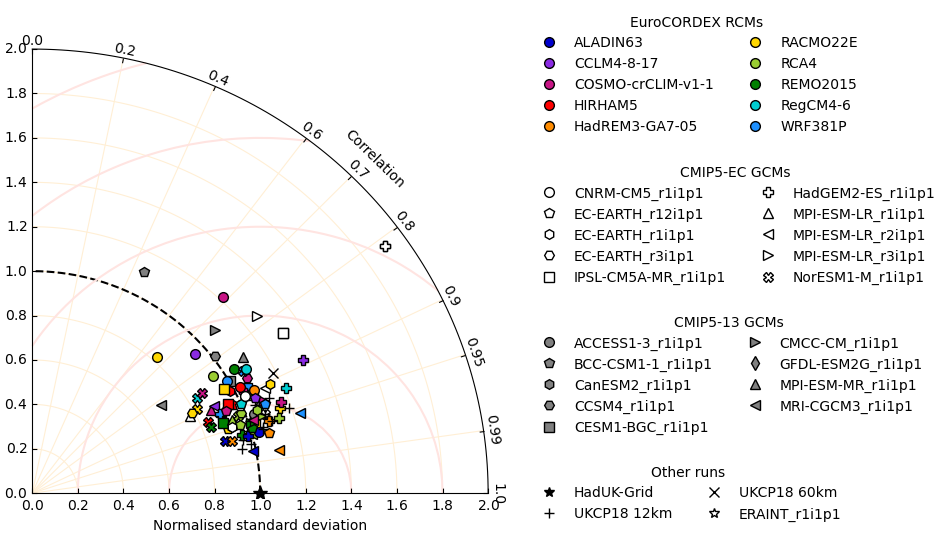 EuroCORDEX RCMs
ALADIN63
CCLM4-8-17
COSMO-crCLIM-v1-1
HIRHAM5
HadREM3-GA7-05
RACMO22E
RCA4
REMO2015
RegCM4-6
WRF381P
CMIP5-EC GCMs
CNRM-CM5_r1i1p1
EC-EARTH_r12i1p1
EC-EARTH_r1i1p1
EC-EARTH_r3i1p1
IPSL-CM5A-MR_r1i1p1
HadGEM2-ES_r1i1p1
MPI-ESM-LR_r1i1p1
MPI-ESM-LR_r2i1p1
MPI-ESM-LR_r3i1p1
NorESM1-M_r1i1p1
CMIP5-13 GCMs
ACCESS1-3_r1i1p1
BCC-CSM1-1_r1i1p1
CanESM2_r1i1p1
CCSM4_r1i1p1
CESM1-BGC_r1i1p1
CMCC-CM_r1i1p1
GFDL-ESM2G_r1i1p1
MPI-ESM-MR_r1i1p1
MRI-CGCM3_r1i1p1
Other runs
HadUK-Grid
UKCP18 12km
UKCP18 60km
ERAINT_r1i1p1
0.0
0.2
0.4
0.6
0.7
0.8
0.9
0.95
0.99
1.0
Correlation
2.0
1.8
1.6
1.4
1.2
1.0
0.8
0.6
0.4
0.2
0.0
0.0
0.2
0.4
0.6
0.8
1.0
1.2
1.4
1.6
1.8
2.0
Normalised standard deviation